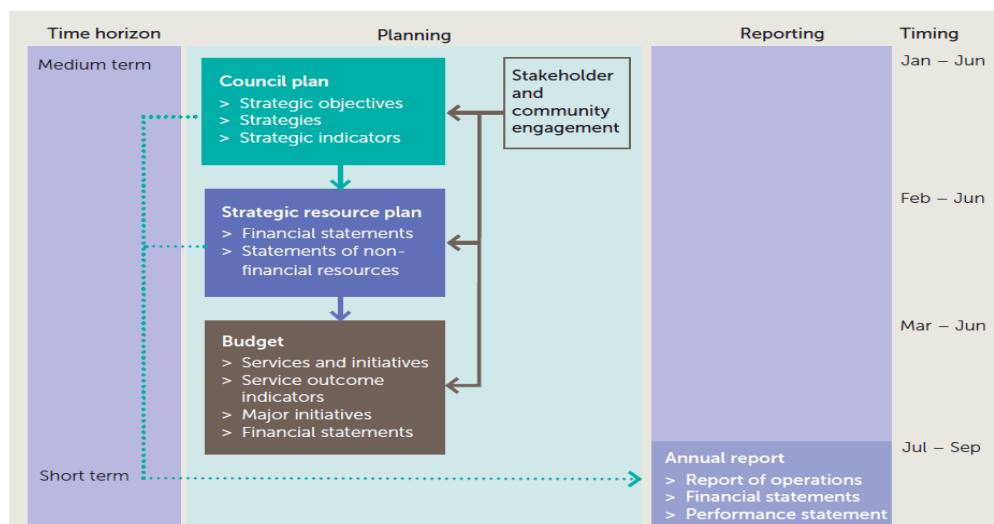 Time horizon
Planning
Reporting
Timing
Medium term
Council plan
> Strategic objectives
> Strategies
> Strategic indicators
Stakeholder
and
community
engagement
Jan – Jun
Strategic resource plan
> Financial statements
> Statements of non-
financial resources
Feb – Jun
Budget
> Services and initiatives
> Service outcome
indicators
> Major initiatives
> Financial statements
Mar – Jun
Short term
Annual report
> Report of operations
> Financial statements
> Performance statement
Jul – Sep